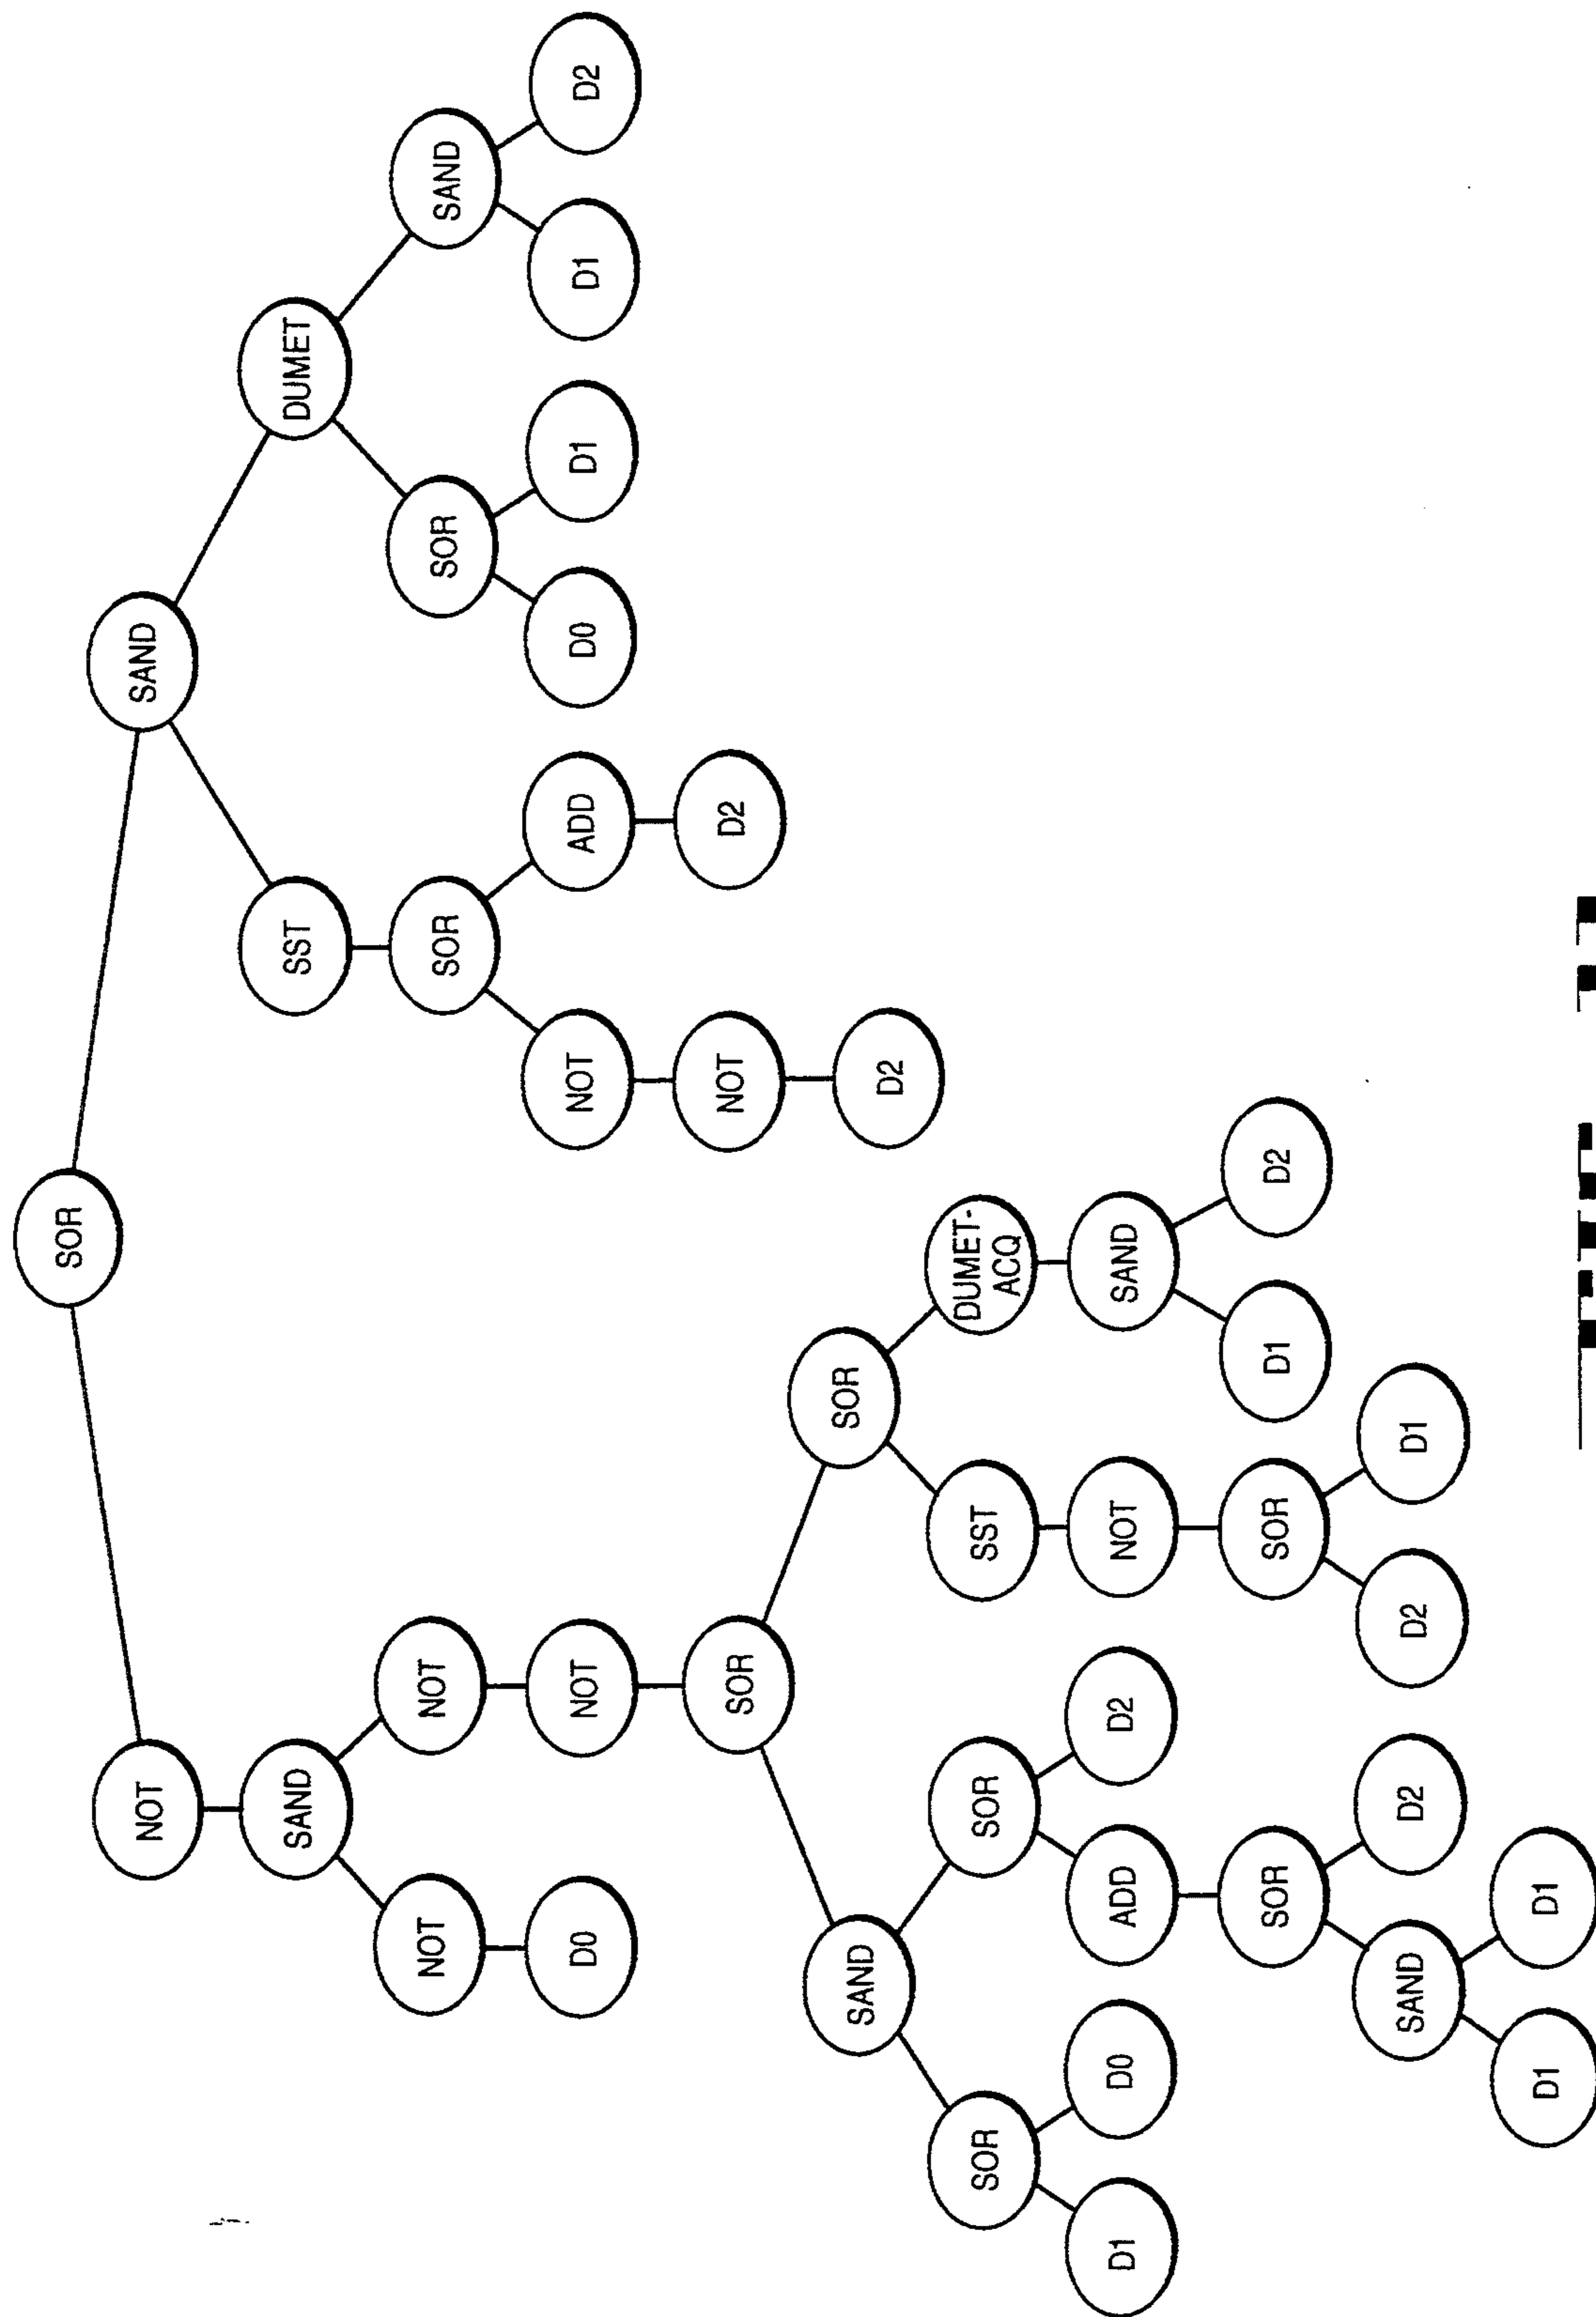 SOR
NOT SAND
SAND SST DUMET
NOT NOT SOR SOR SAND
D0 NOT NOT ADD D0 D1 D1 D2
SOR NOT D2
SAND SOR D2
SOR SOR SST DUMET-
ACQ
D1 D0 ADD D2 NOT SAND
SOR SOR D1 D2
SAND D2 D2 D1
D1 D1